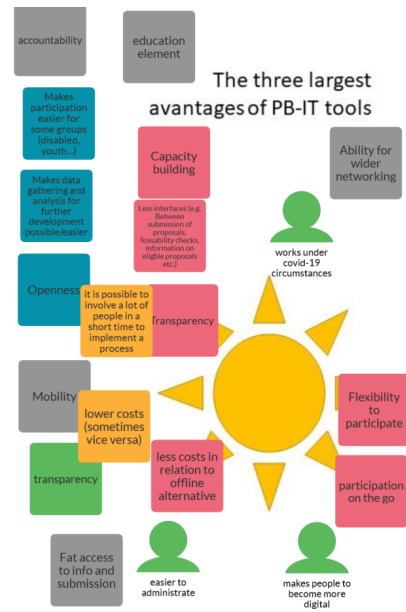 accountability
education
element
The three largest
avantages of PB-IT tools
Makes
participation
easier for
some groups
(disabled,
youth...)
Capacity
building
Ability for
wider
networking
Makes data
gathering and
analysis for
further
development
possible/easier
Less interfaces (e.g.
Between
submission of
proposals,
feasability checks,
information on
eligble proposals
etc.)
works under
covid-19
circumstances
Openness
it is possible to
involve a lot of
people in a
short time to
implement a
process
Transparency
Mobility
lower costs
(sometimes
vice versa)
Flexibility
to
participate
transparency
less costs in
relation to
offline
alternative
participation
on the go
Fat access
to info and
submission
easier to
administrate
makes people to
become more
digital